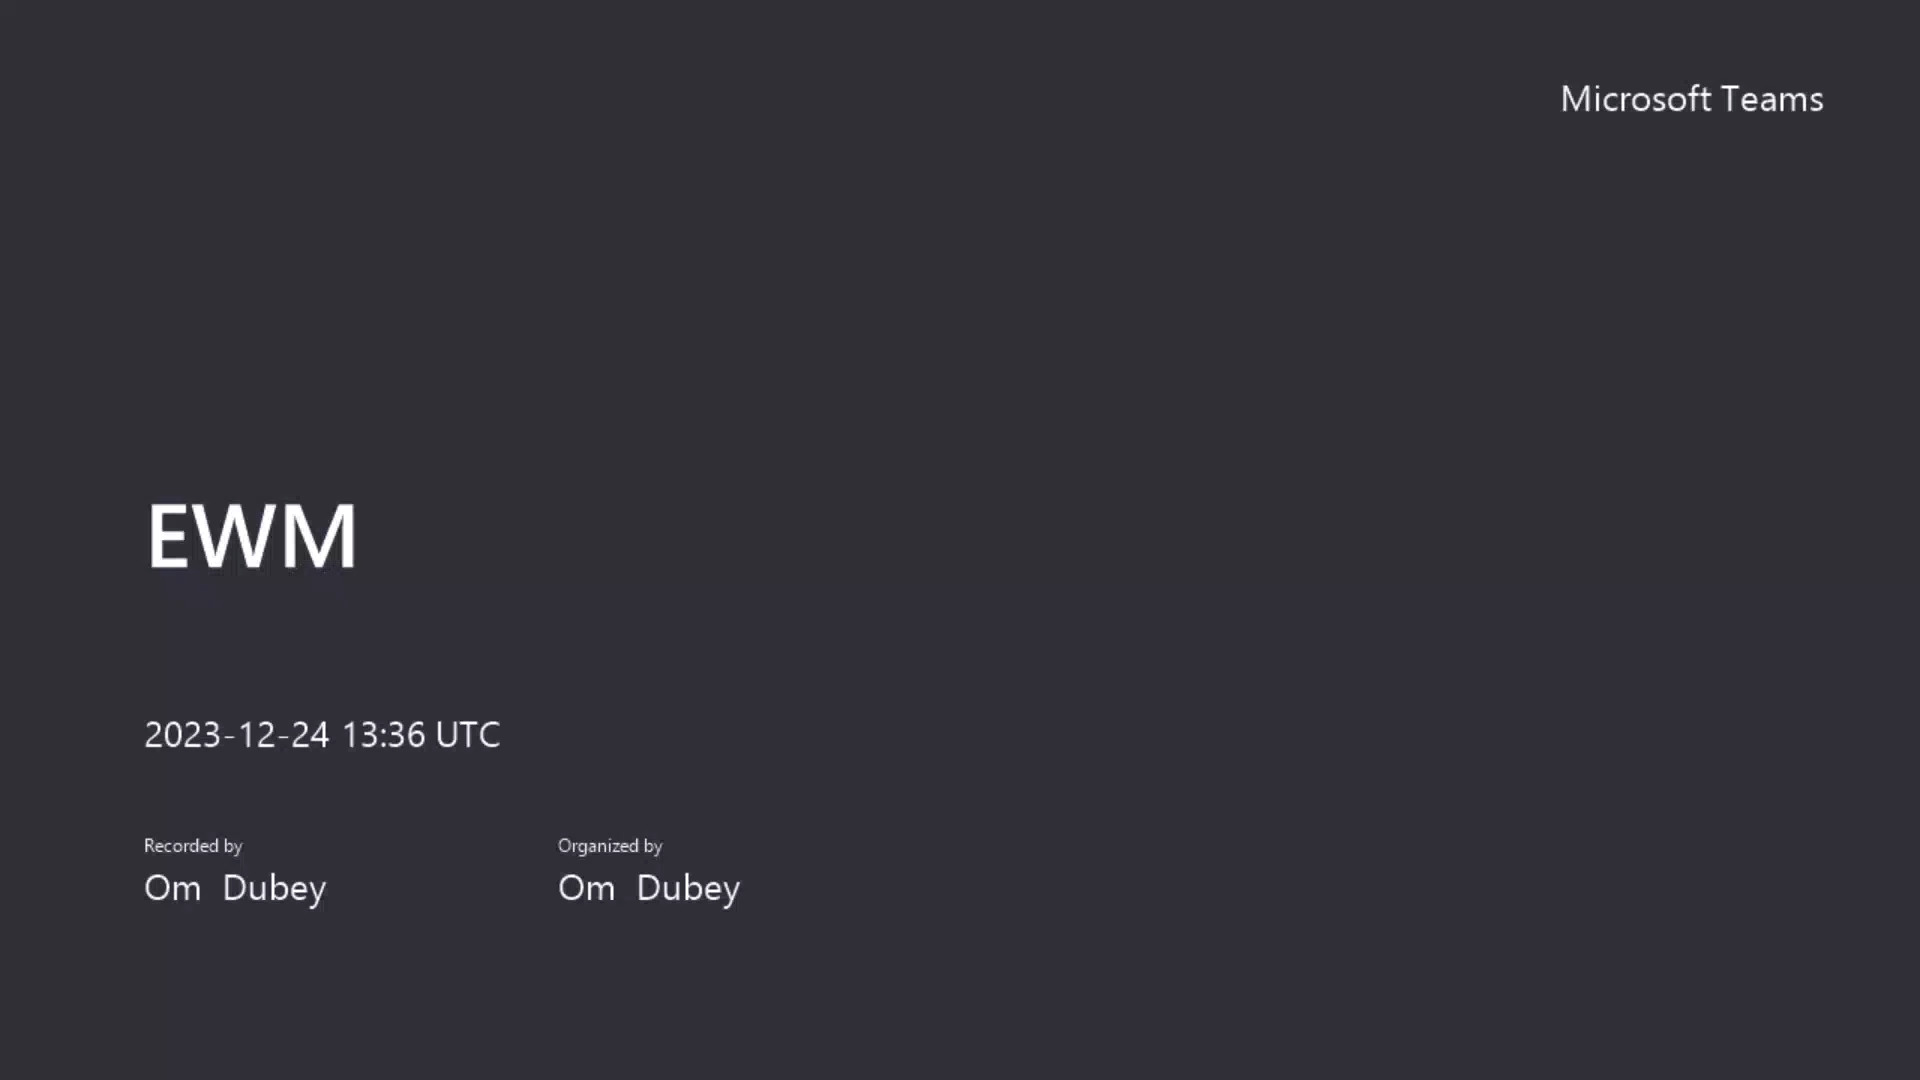 Microsoft Teams
EWM
2023-12-24 13:36 UTC
Recorded by
Om Dubey
Organized by
Om Dubey